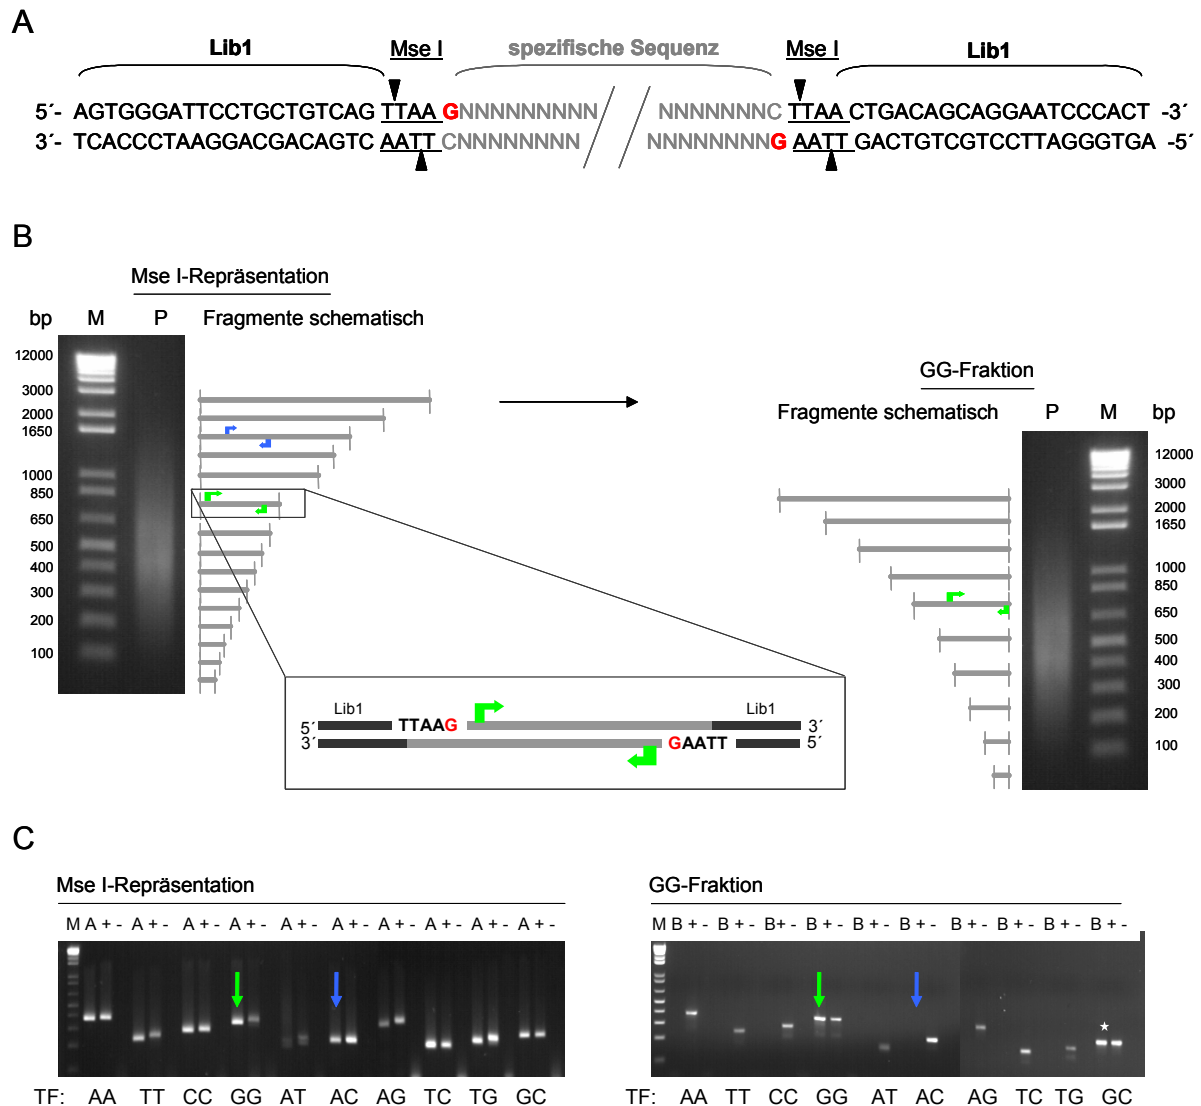 A
Lib1 Mse I spezifische Sequenz Mse I Lib1
5´- AGTGGGATTCCTGCTGTCAG TTAA GNNNNNNNNNN NNNNNNNNC TTAA CTGACAGCAGGAATCCCACT -3´
3´- TCACCCTAAGGACGACAGTC AATT CNNNNNNNNN NNNNNNNNG AATT GACTGTCGTCCTTAGGGTGA -5´
B
Mse I-Repräsentation
bp M P Fragmente schematisch
12000
3000
2000
1650
1000
850
650
500
400
300
200
100
GG-Fraktion
Fragmente schematisch P M bp
12000
3000
2000
1650
1000
850
650
500
400
300
200
100
Lib1 Lib1
5´ TTAAG 3´
3´ GAATT 5´
C
Mse I-Repräsentation
M A + - A + - A + - A + - A + - A + - A + - A + - A + - A + -
TF: AA TT CC GG AT AC AG TC TG GC
GG-Fraktion
M B + - B + - B + - B + - B + - B + - B + - B + - B + - B + -
TF: AA TT CC GG AT AC AG TC TG GC